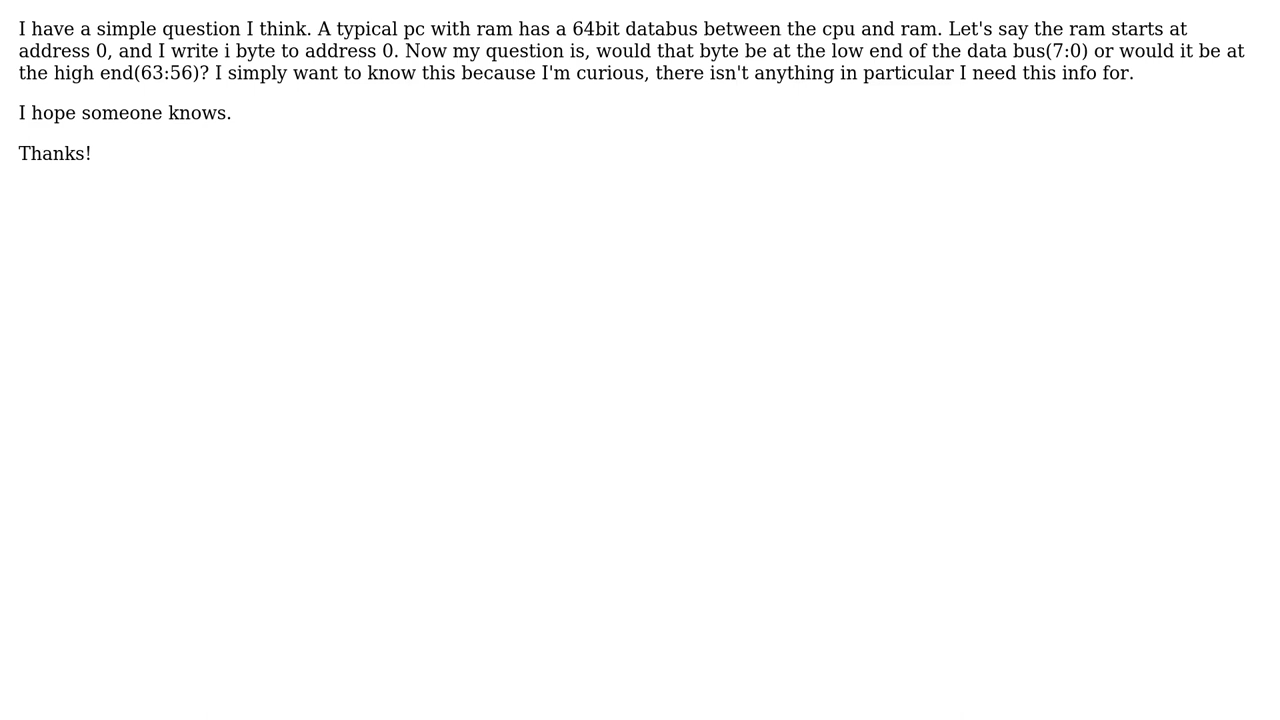 I have a simple question I think. A typical pc with ram has a 64bit databus between the cpu and ram. Let's say the ram starts at
address 0, and I write i byte to address 0. Now my question is, would that byte be at the low end of the data bus(7:0) or would it be at
the high end(63:56)? I simply want to know this because I'm curious, there isn't anything in particular I need this info for.
I hope someone knows.
Thanks!